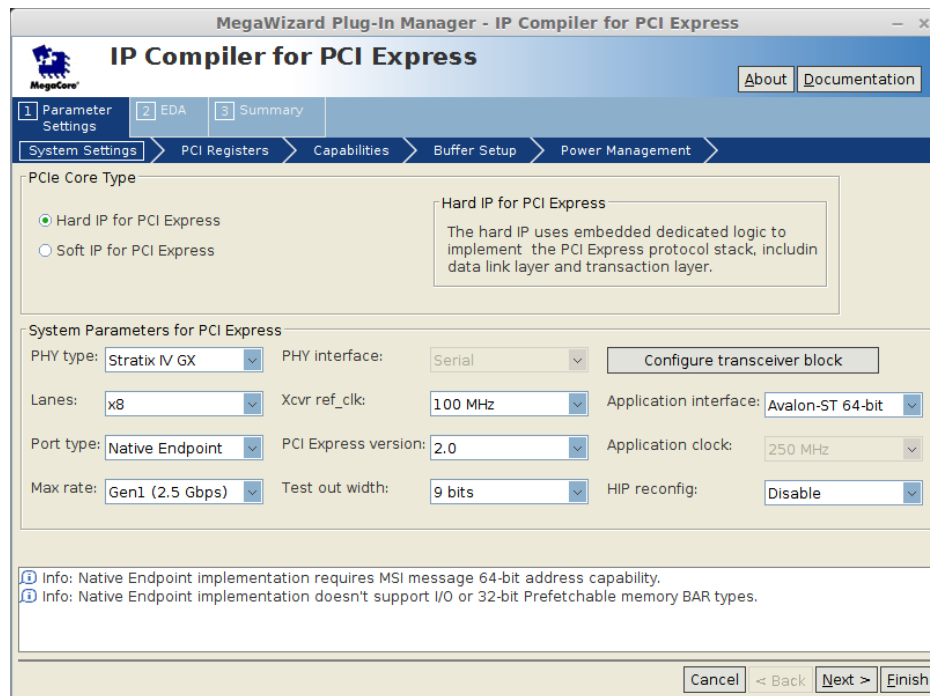 MegaWizard Plug-In Manager - IP Compiler for PCI Express
IP Compiler for PCI Express
MegaCore®
About
Documentation
1 Parameter Settings
2 EDA
3 Summary
System Settings
PCI Registers
Capabilities
Buffer Setup
Power Management
PCIe Core Type
Hard IP for PCI Express
Soft IP for PCI Express
Hard IP for PCI Express
The hard IP uses embedded dedicated logic to
implement the PCI Express protocol stack, includin
data link layer and transaction layer.
System Parameters for PCI Express
PHY type: Stratix IV GX
PHY interface: Serial
Configure transceiver block
Lanes: x8
Xcvr ref_clk: 100 MHz
Application interface: Avalon-ST 64-bit
Port type: Native Endpoint
PCI Express version: 2.0
Application clock: 250 MHz
Max rate: Gen1 (2.5 Gbps)
Test out width: 9 bits
HIP reconfig: Disable
Info: Native Endpoint implementation requires MSI message 64-bit address capability.
Info: Native Endpoint implementation doesn't support I/O or 32-bit Prefetchable memory BAR types.
Cancel
< Back
Next >
Finish